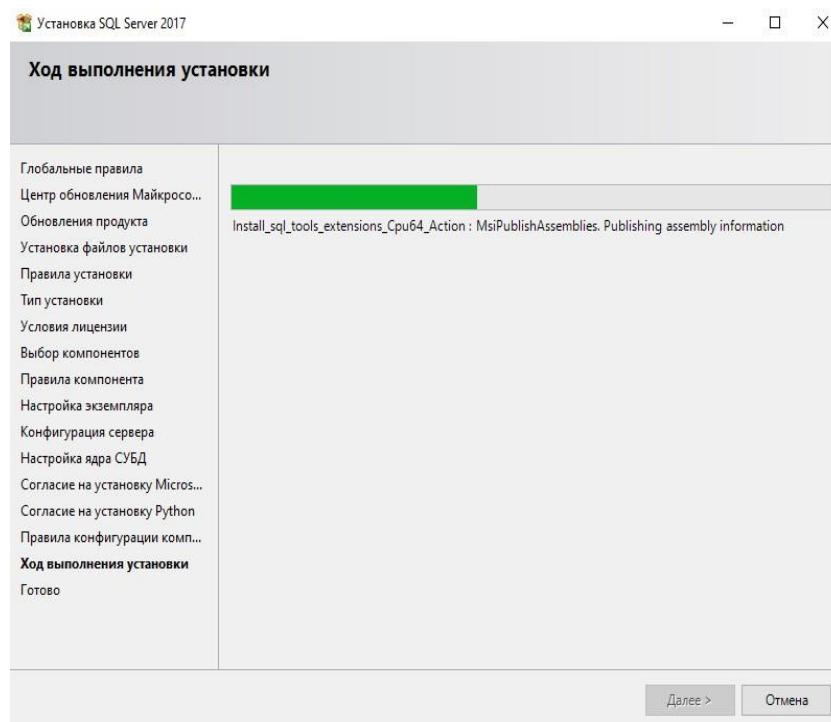 Установка SQL Server 2017
Ход выполнения установки
Глобальные правила
Центр обновления Майкросо...
Обновления продукта
Установка файлов установки
Правила установки
Тип установки
Условия лицензии
Выбор компонентов
Правила компонента
Настройка экземпляра
Конфигурация сервера
Настройка ядра СУБД
Согласие на установку Micros...
Согласие на установку Python
Правила конфигурации комп...
Ход выполнения установки
Готово
Install_sql_tools_extensions_Cpu64_Action : MsiPublishAssemblies. Publishing assembly information
Далее >
Отмена